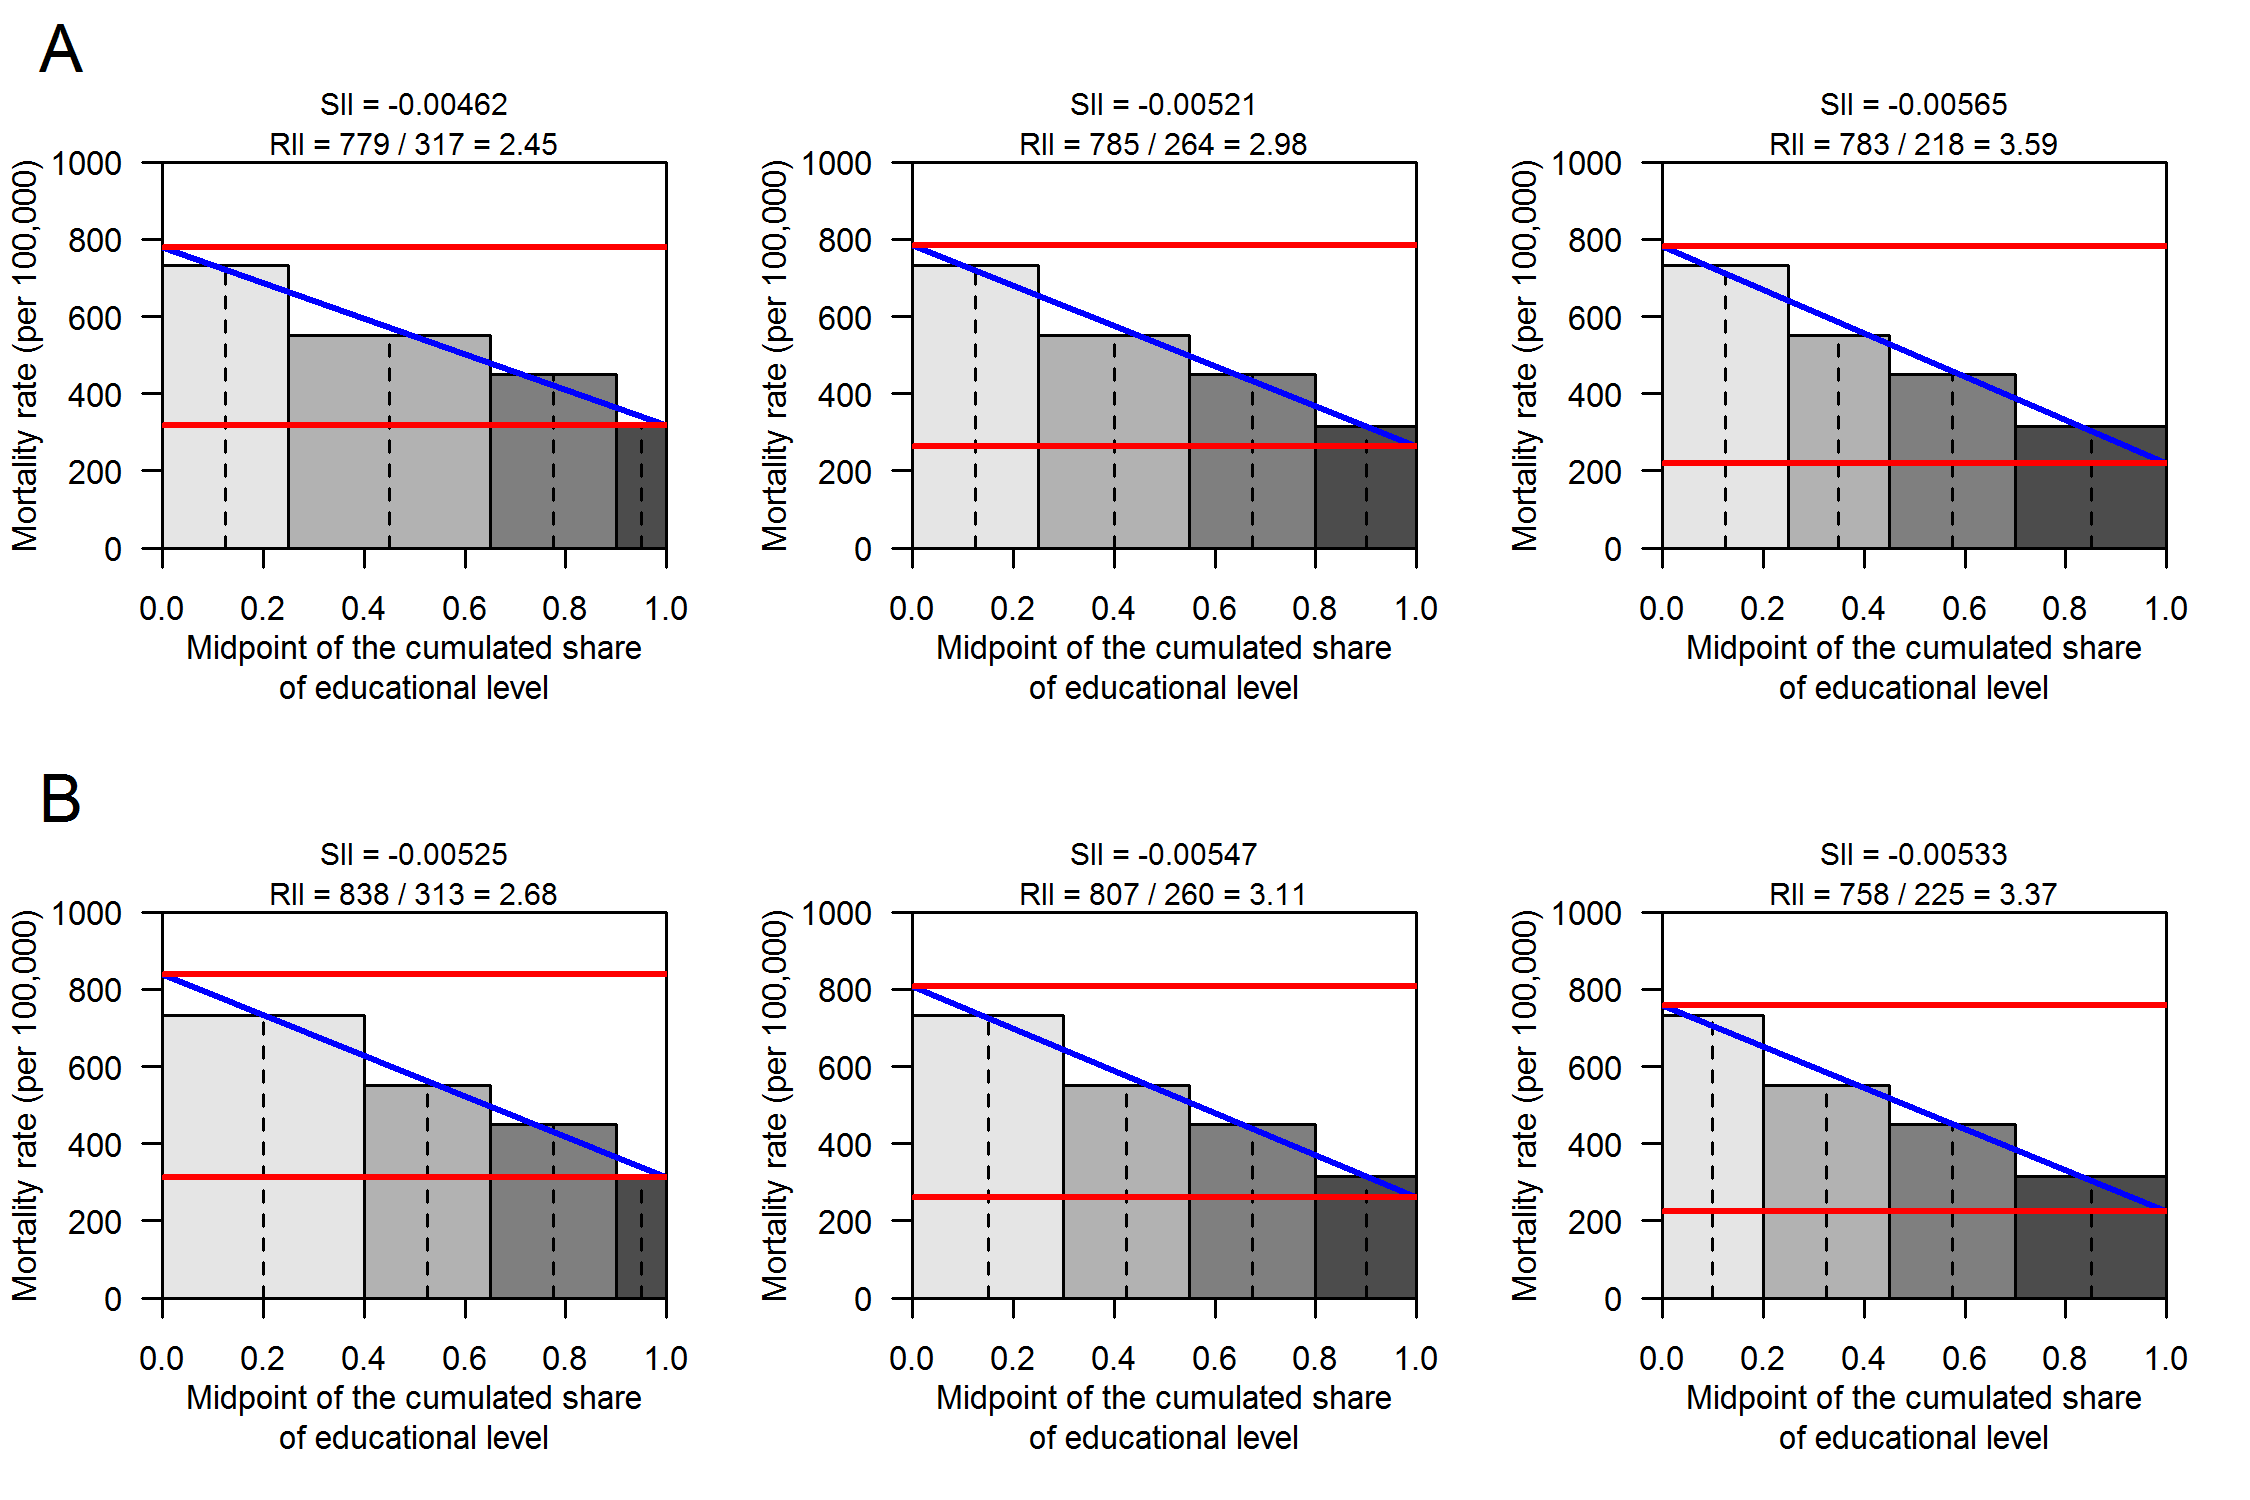 A
SII = -0.00462
RII = 779 / 317 = 2.45
Mortality rate (per 100,000)
1000
800
600
400
200
0
0.0 0.2 0.4 0.6 0.8 1.0
Midpoint of the cumulated share
of educational level
SII = -0.00521
RII = 785 / 264 = 2.98
Mortality rate (per 100,000)
1000
800
600
400
200
0
0.0 0.2 0.4 0.6 0.8 1.0
Midpoint of the cumulated share
of educational level
SII = -0.00565
RII = 783 / 218 = 3.59
Mortality rate (per 100,000)
1000
800
600
400
200
0
0.0 0.2 0.4 0.6 0.8 1.0
Midpoint of the cumulated share
of educational level
B
SII = -0.00525
RII = 838 / 313 = 2.68
Mortality rate (per 100,000)
1000
800
600
400
200
0
0.0 0.2 0.4 0.6 0.8 1.0
Midpoint of the cumulated share
of educational level
SII = -0.00547
RII = 807 / 260 = 3.11
Mortality rate (per 100,000)
1000
800
600
400
200
0
0.0 0.2 0.4 0.6 0.8 1.0
Midpoint of the cumulated share
of educational level
SII = -0.00533
RII = 758 / 225 = 3.37
Mortality rate (per 100,000)
1000
800
600
400
200
0
0.0 0.2 0.4 0.6 0.8 1.0
Midpoint of the cumulated share
of educational level